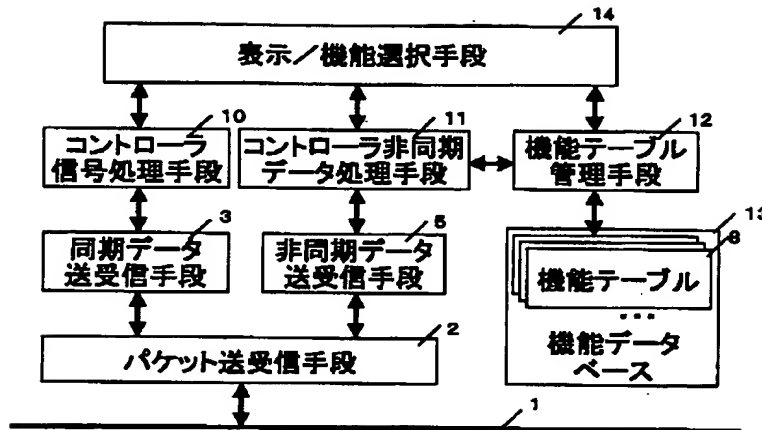 14
表示／機能選択手段
10
コントローラ
信号処理手段
11
コントローラ非同期
データ処理手段
12
機能テーブル
管理手段
3
同期データ
送受信手段
5
非同期データ
送受信手段
13
8
機能テーブル
･･･
機能データ
ベース
2
パケット送受信手段
1